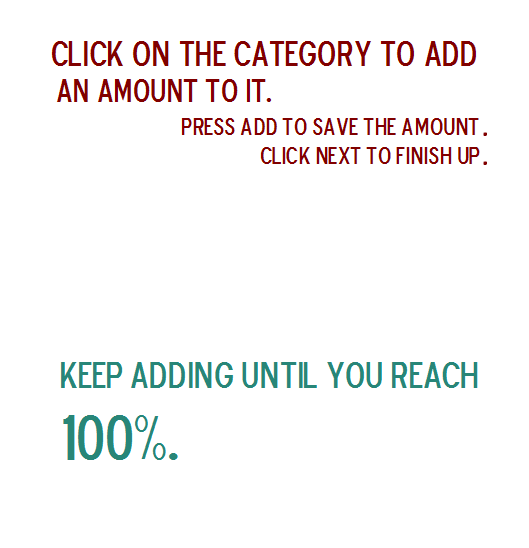 CLICK ON THE CATEGORY TO ADD
AN AMOUNT TO IT.
PRESS ADD TO SAVE THE AMOUNT.
CLICK NEXT TO FINISH UP.
KEEP ADDING UNTIL YOU REACH
100%.